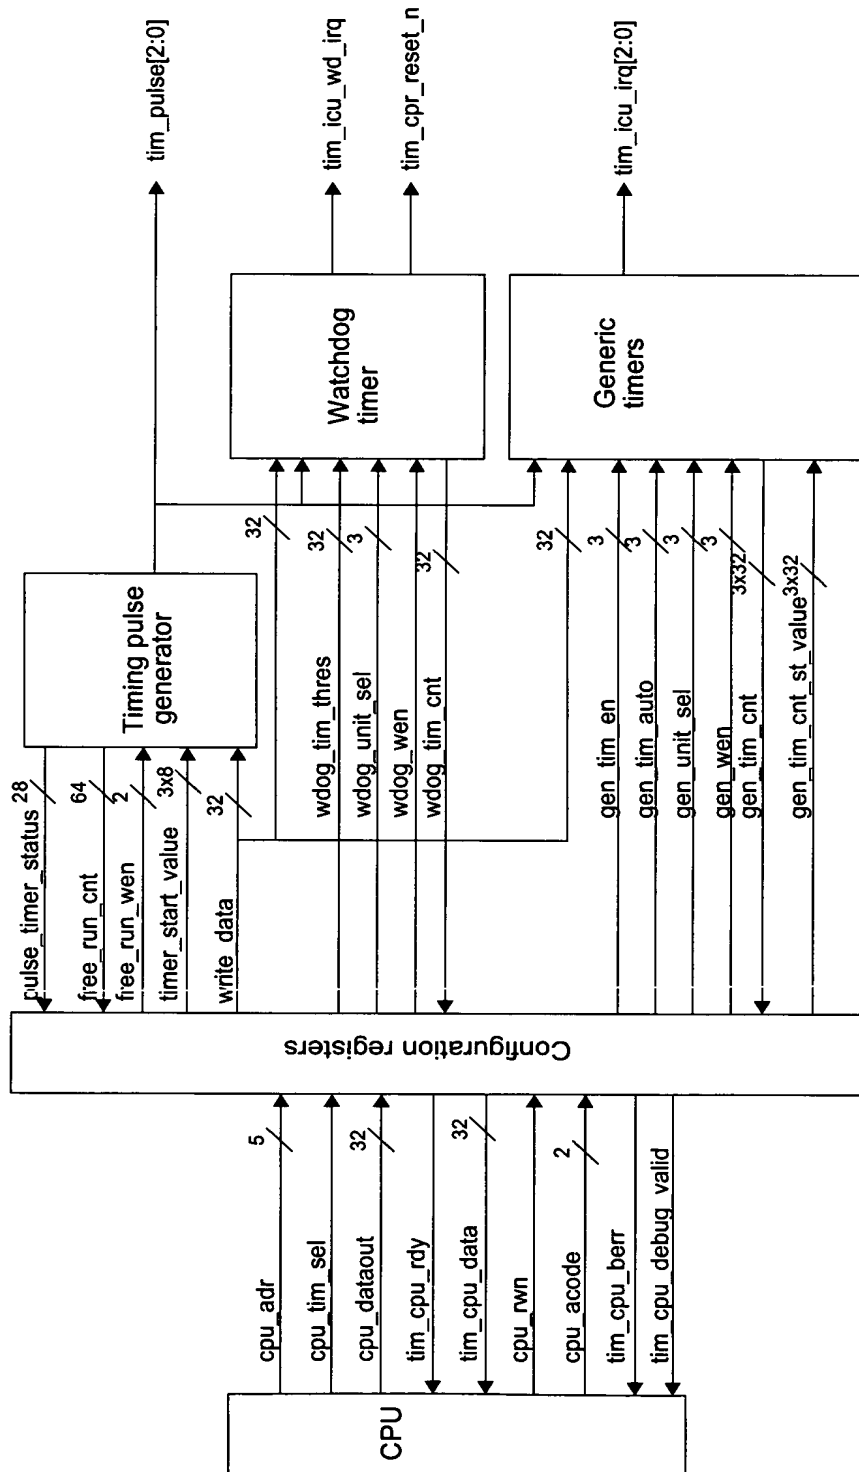 CPU
cpu_adr
5
cpu_tim_sel
cpu_dataout
32
tim_cpu_rdy
tim_cpu_data
32
cpu_rwn
cpu_acode
2
tim_cpu_berr
tim_cpu_debug_valid
Configuration registers
pulse_timer_status
28
free_run_cnt
64
free_run_wen
2
timer_start_value
3x8
write_data
32
Timing pulse
generator
tim_pulse[2:0]
32
wdog_tim_thres
32
wdog_unit_sel
3
wdog_wen
wdog_tim_cnt
32
Watchdog
timer
tim_icu_wd_irq
tim_cpr_reset_n
32
gen_tim_en
3
gen_tim_auto
3
gen_unit_sel
3
gen_wen
3
gen_tim_cnt
3x32
gen_tim_cnt_st_value
3x32
Generic
timers
tim_icu_irq[2:0]